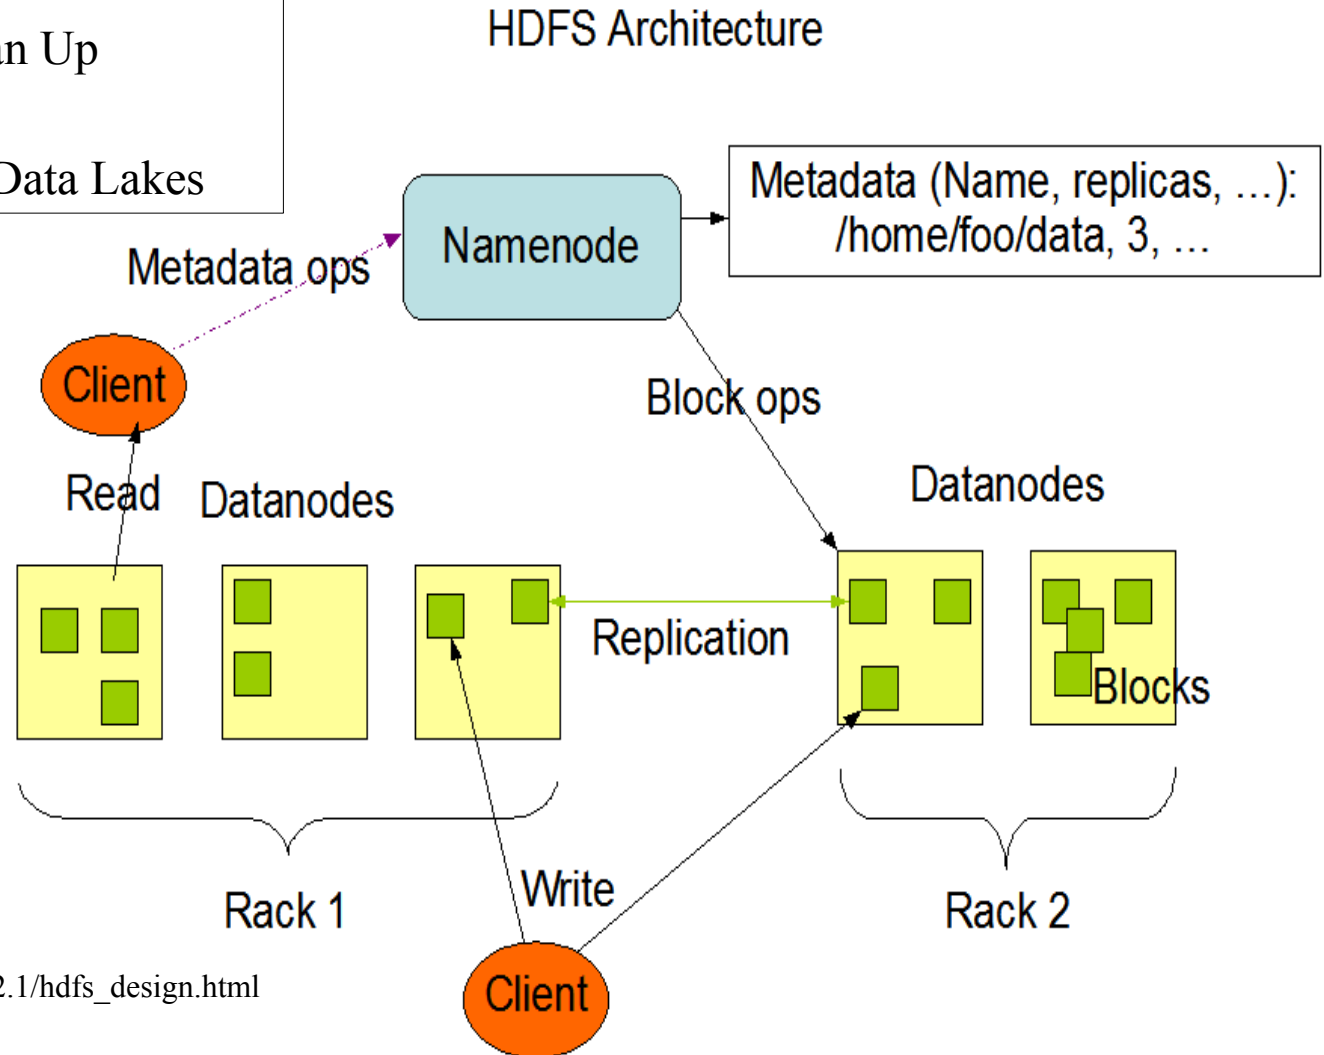 an Up
HDFS Architecture
Data Lakes
Metadata (Name, replicas, ...):
/home/foo/data, 3, ...
Namenode
Metadata ops
Client
Block ops
Read
Datanodes
Datanodes
Replication
Blocks
Rack 1
Write
Rack 2
2.1/hdfs_design.html
Client